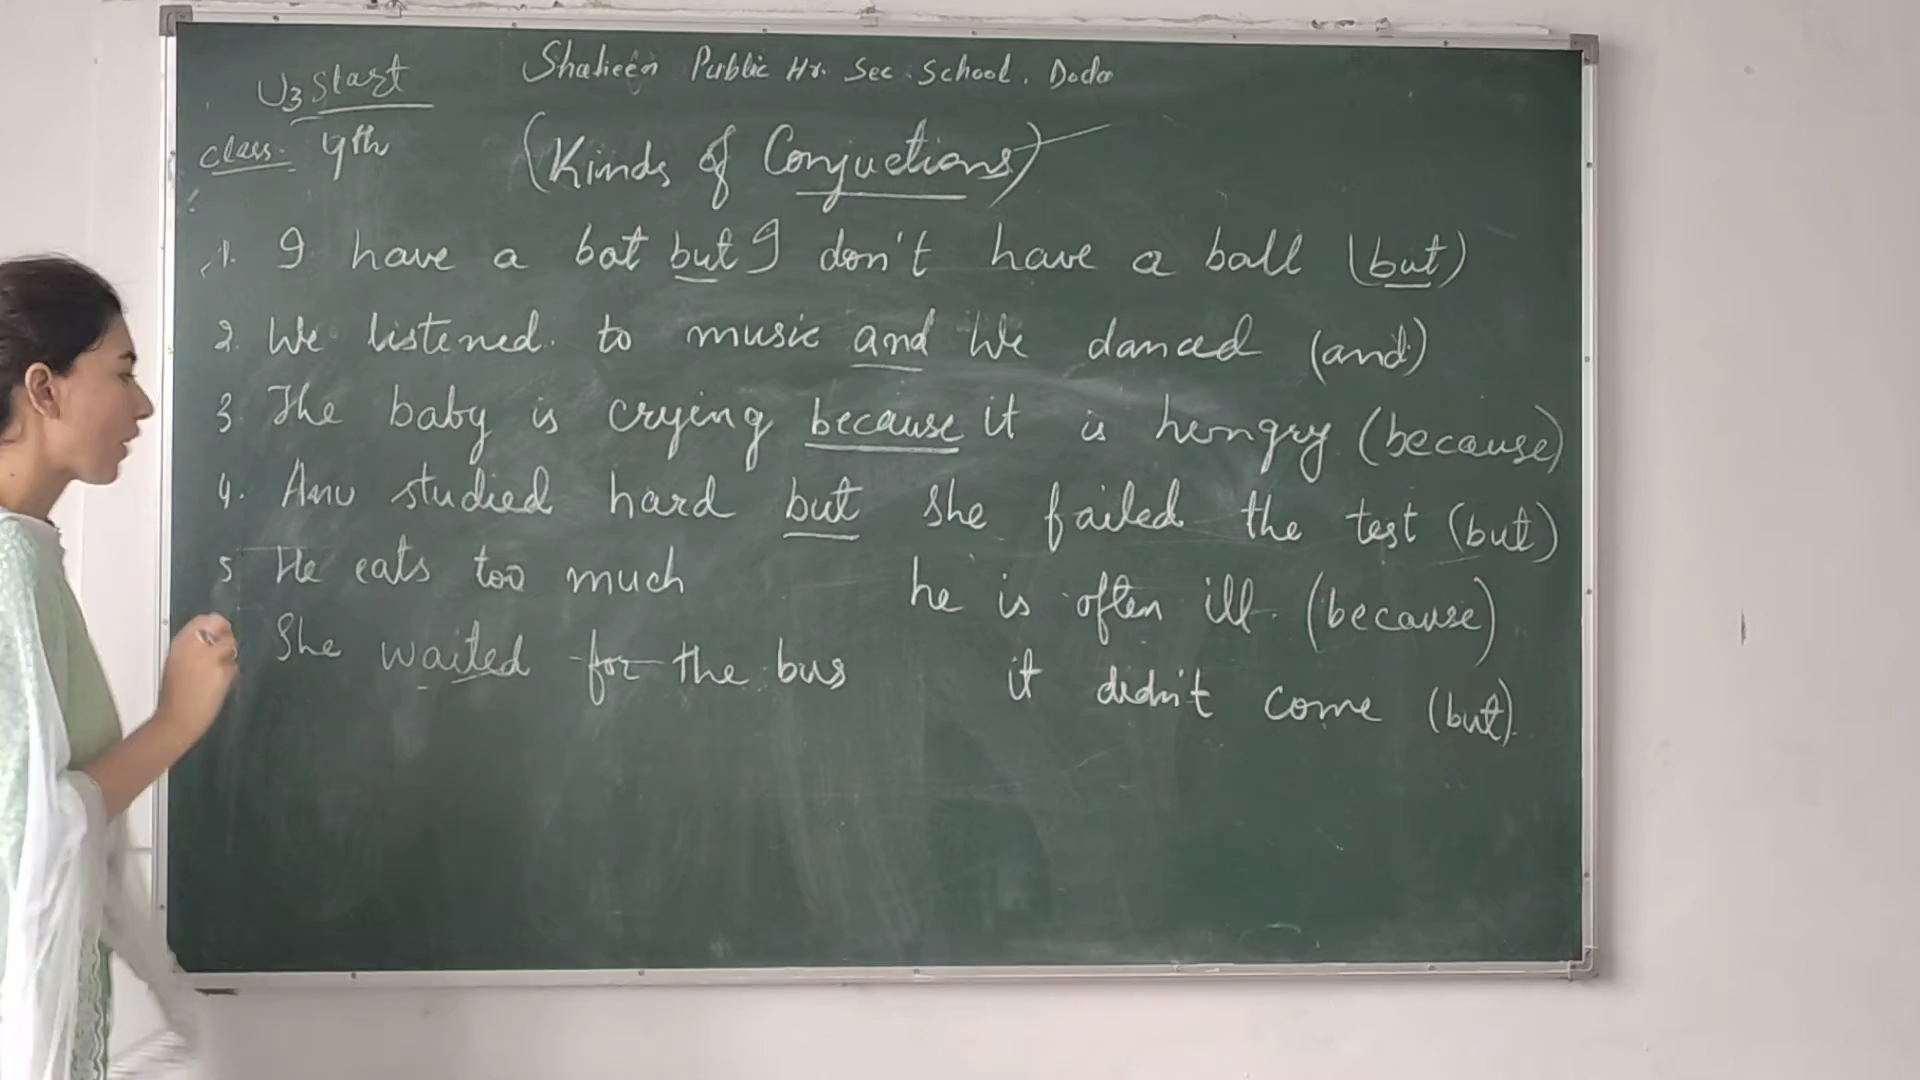 Shaheen Public Hr. Sec. School. Doda
U3 start
class. 9th
(Kinds of Conjuctions)
1. I have a bat but I don't have a ball (but)
2. We listened. to music and We danced (and)
3 The baby is crying because it is hungry (because)
4. Anu studied hard but she failed the test (but)
5 He eats too much he is often ill. (because)
She waited for the bus it didn't come (but).